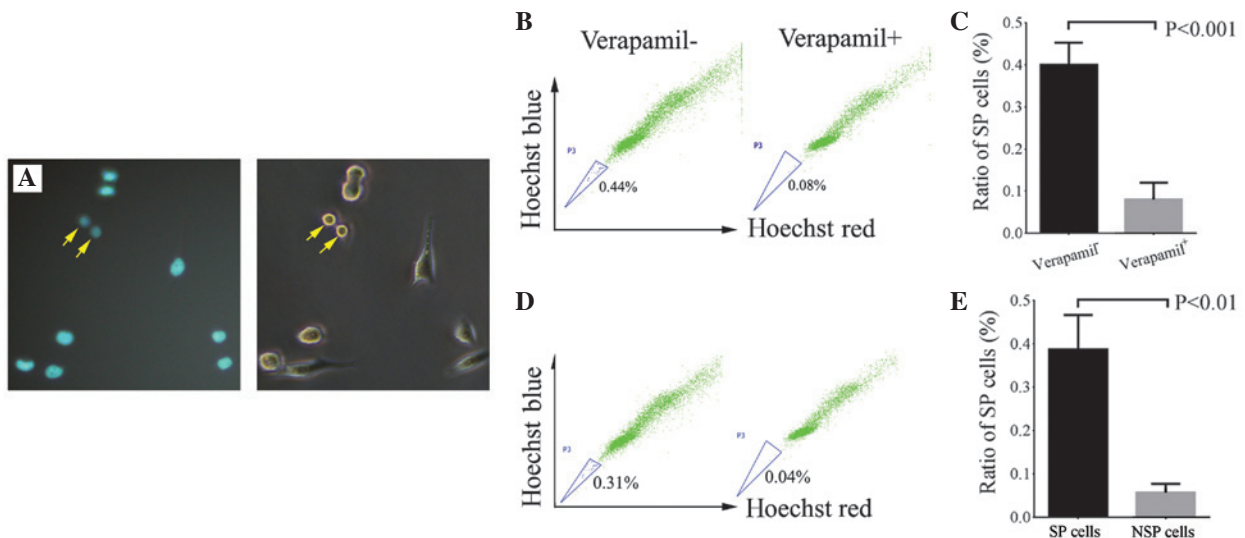 A
B
Verapamil-
Verapamil+
Hoechst blue
P3
0.44%
P3
0.08%
Hoechst red
C
Ratio of SP cells (%)
0.5
0.4
0.3
0.2
0.1
0.0
P<0.001
Verapamil-
Verapamil+
D
Hoechst blue
P3
0.31%
P3
0.04%
Hoechst red
E
Ratio of SP cells (%)
0.5
0.4
0.3
0.2
0.1
0.0
P<0.01
SP cells
NSP cells